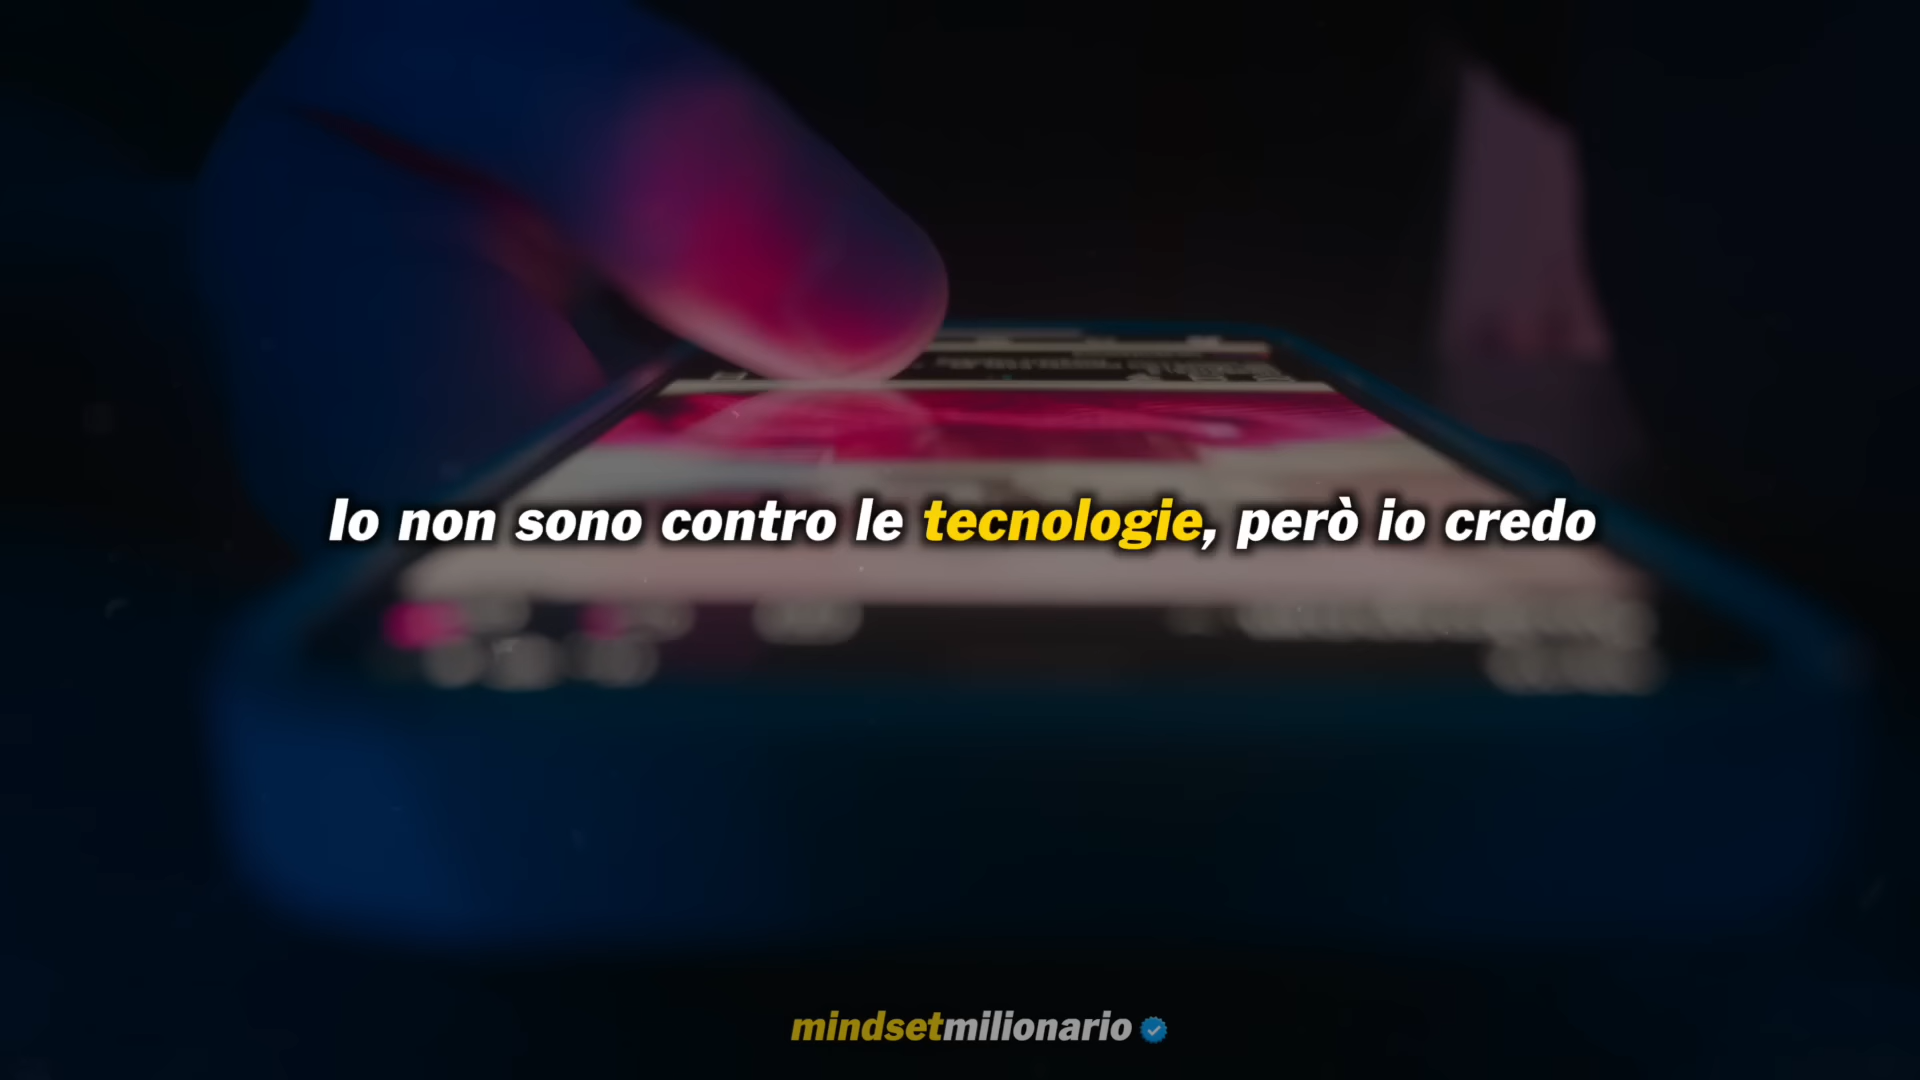 Io non sono contro le tecnologie, però io credo
mindsetmilionario